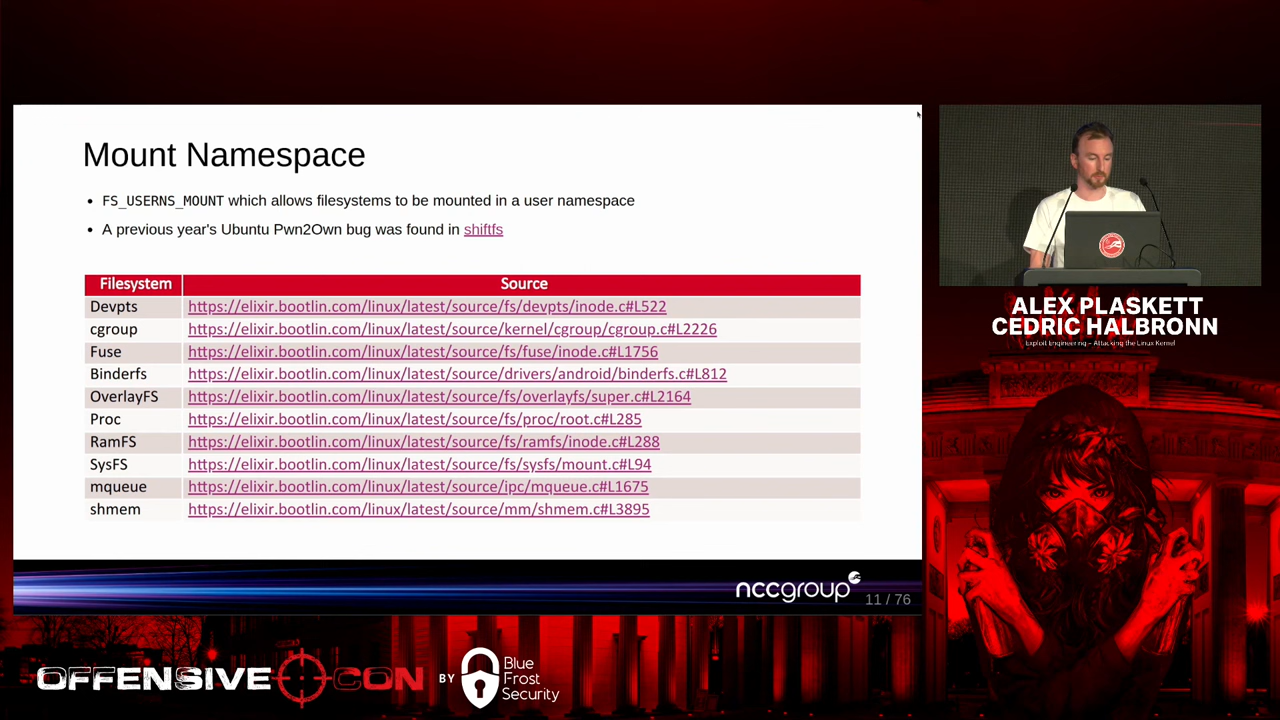 Mount Namespace
• FS_USERNS_MOUNT which allows filesystems to be mounted in a user namespace
• A previous year's Ubuntu Pwn2Own bug was found in shiftfs
Filesystem Source
Devpts https://elixir.bootlin.com/linux/latest/source/fs/devpts/inode.c#L522
cgroup https://elixir.bootlin.com/linux/latest/source/kernel/cgroup/cgroup.c#L2226
Fuse https://elixir.bootlin.com/linux/latest/source/fs/fuse/inode.c#L1756
Binderfs https://elixir.bootlin.com/linux/latest/source/drivers/android/binderfs.c#L812
OverlayFS https://elixir.bootlin.com/linux/latest/source/fs/overlayfs/super.c#L2164
Proc https://elixir.bootlin.com/linux/latest/source/fs/proc/root.c#L285
RamFS https://elixir.bootlin.com/linux/latest/source/fs/ramfs/inode.c#L288
SysFS https://elixir.bootlin.com/linux/latest/source/fs/sysfs/mount.c#L94
mqueue https://elixir.bootlin.com/linux/latest/source/ipc/mqueue.c#L1675
shmem https://elixir.bootlin.com/linux/latest/source/mm/shmem.c#L3895
nccgroup
11 / 76
ALEX PLASKETT
CEDRIC HALBRONN
Exploit Engineering – Attacking the Linux Kernel
OFFENSIVE CON
BY
Blue
Frost
Security